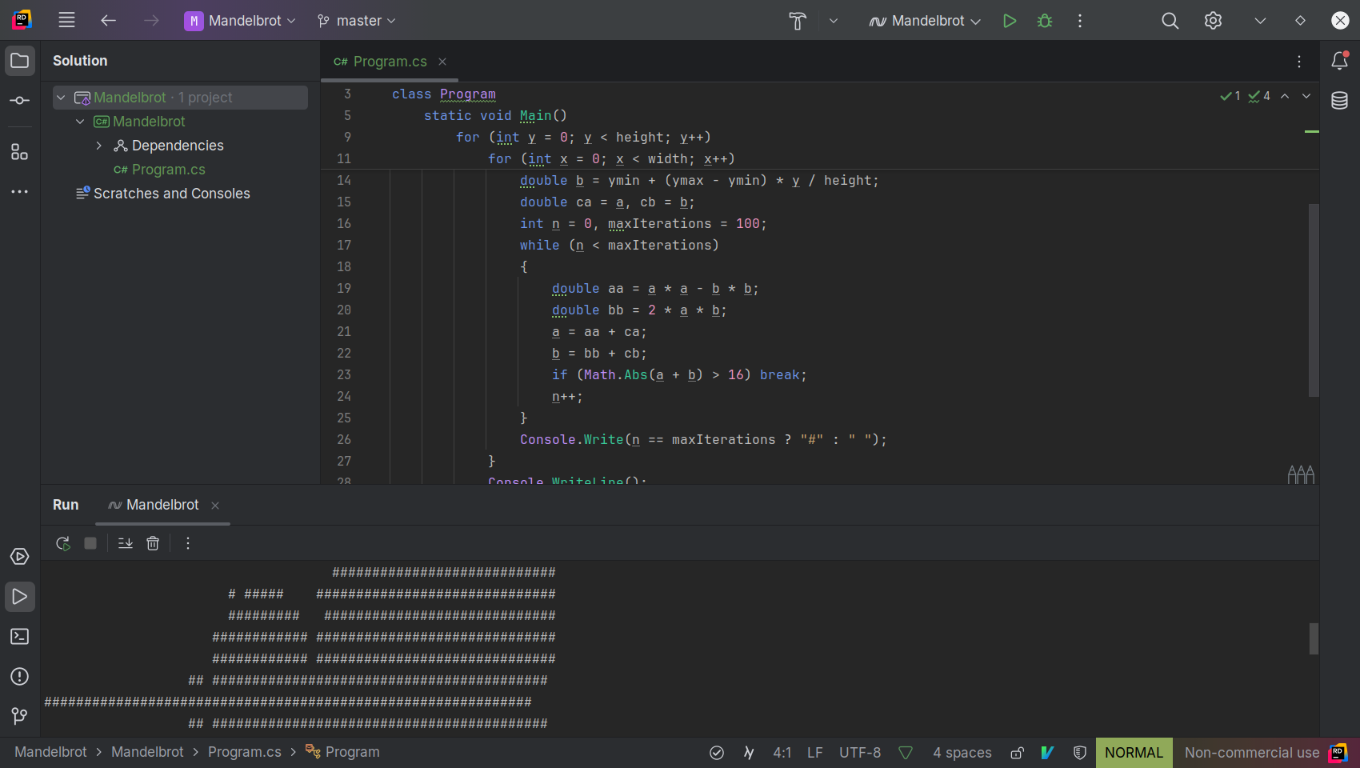 M Mandelbrot master Mandelbrot
Solution
Program.cs
Mandelbrot · 1 project
Mandelbrot
Dependencies
C# Program.cs
Scratches and Consoles
C# Program.cs
1 4
3 class Program
5 static void Main()
9 for (int y = 0; y < height; y++)
11 for (int x = 0; x < width; x++)
14 double b = ymin + (ymax - ymin) * y / height;
15 double ca = a, cb = b;
16 int n = 0, maxIterations = 100;
17 while (n < maxIterations)
18 {
19 double aa = a * a - b * b;
20 double bb = 2 * a * b;
21 a = aa + ca;
22 b = bb + cb;
23 if (Math.Abs(a + b) > 16) break;
24 n++;
25 }
26 Console.Write(n == maxIterations ? "#" : " ");
27 }
28 Console.WriteLine();
Run Mandelbrot
############################
# #####    ##############################
#########   #############################
############ ##############################
############ ##############################
## ##########################################
#############################################################
## ##########################################
Mandelbrot > Mandelbrot > Program.cs > Program
4:1 LF UTF-8 4 spaces NORMAL Non-commercial use